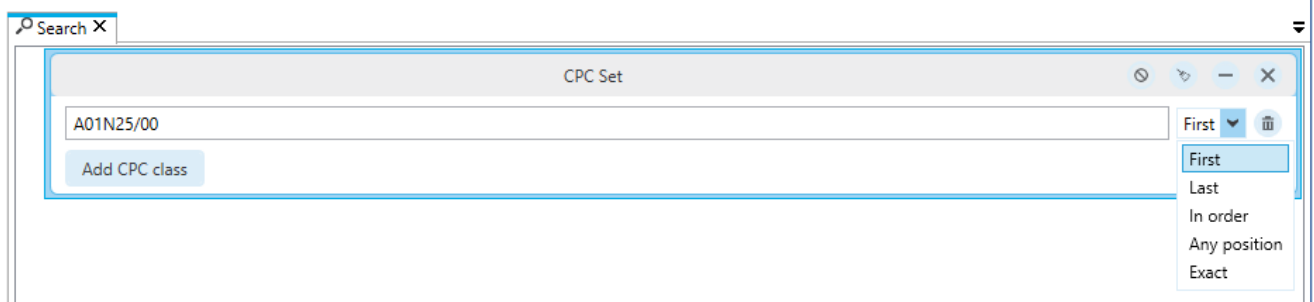 Search
CPC Set
A01N25/00
First
Add CPC class
First
Last
In order
Any position
Exact